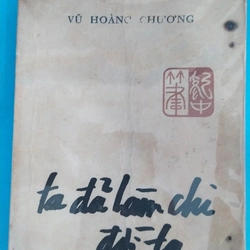 VŨ HOÀNG CHƯƠNG
ta đã làm chi
đời ta